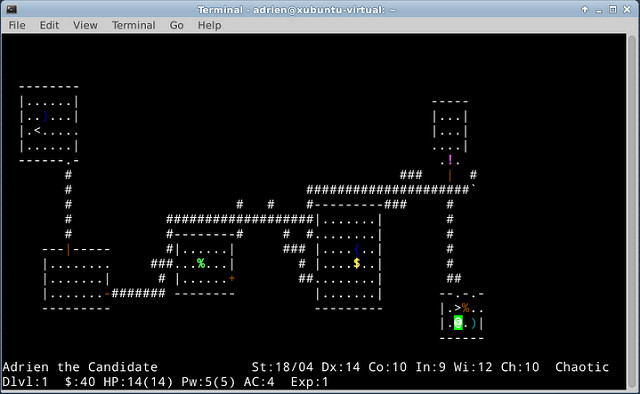 Terminal - adrien@xubuntu-virtual: ~
File Edit View Terminal Go Help
--------
|......|
|..)...|
|.<.....
|......|
------.-
-----
|...|
|...|
....|
.!.
#
### | #
#
#####################`
#
# # #---------### #
#
###################|.......| #
#
#--------# # #|.......| #
---|-----
#|......| ### |...(...| #
|........
###...%...| # |....$..| #
|.......|
# |.....+ ##........| ##
|.......-#######
-------- |.......| --.-.--
---------
--------- |.>%..
|.@.)|
-----
Adrien the Candidate St:18/04 Dx:14 Co:10 In:9 Wi:12 Ch:10 Chaotic
Dlvl:1 $:40 HP:14(14) Pw:5(5) AC:4 Exp:1